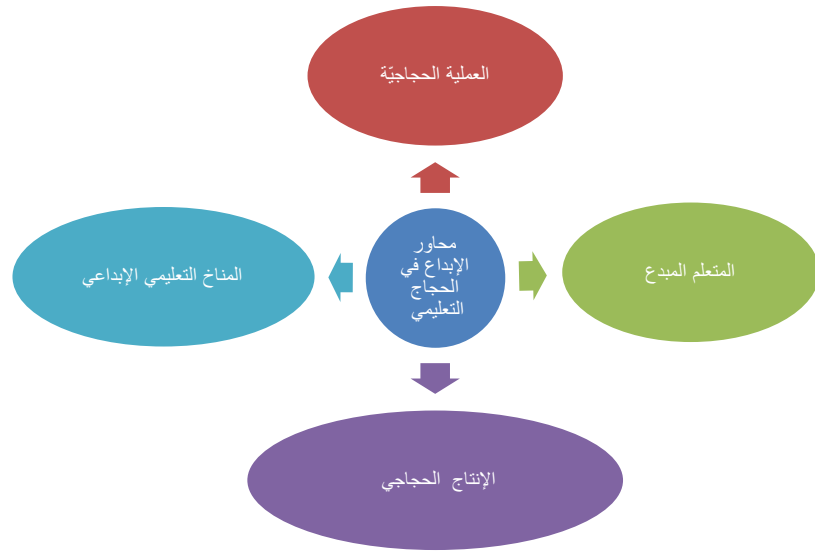 العملية الحجاجيّة
محاور
الإبداع في
الحجاج
التعليمي
المتعلم المبدع
المناخ التعليمي الإبداعي
الإنتاج الحجاجي